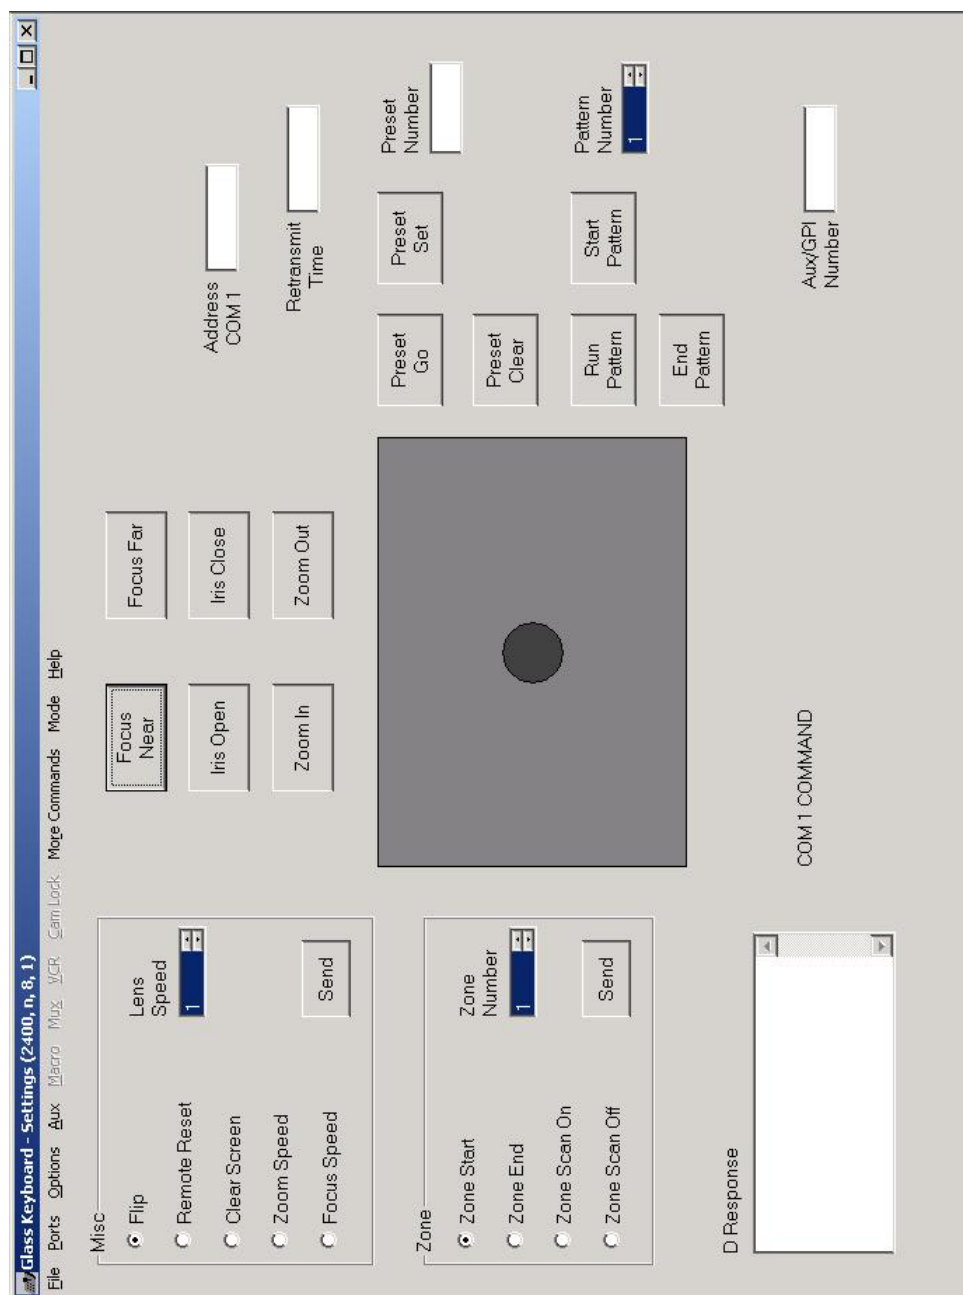 Glass Keyboard - Settings (2400, n, 8, 1)
File Ports Options Aux Macro Mux VCR Cam Lock More Commands Mode Help
Misc
Flip
Remote Reset
Clear Screen
Zoom Speed
Focus Speed
Lens
Speed
1
Send
Focus
Near
Focus Far
Iris Open
Iris Close
Zoom In
Zoom Out
Address
COM 1
Retransmit
Time
Zone
Zone Start
Zone End
Zone Scan On
Zone Scan Off
Zone
Number
1
Send
Preset
Go
Preset
Set
Preset
Number
Preset
Clear
Run
Pattern
Start
Pattern
Pattern
Number
1
End
Pattern
D Response
COM 1 COMMAND
Aux/GPI
Number